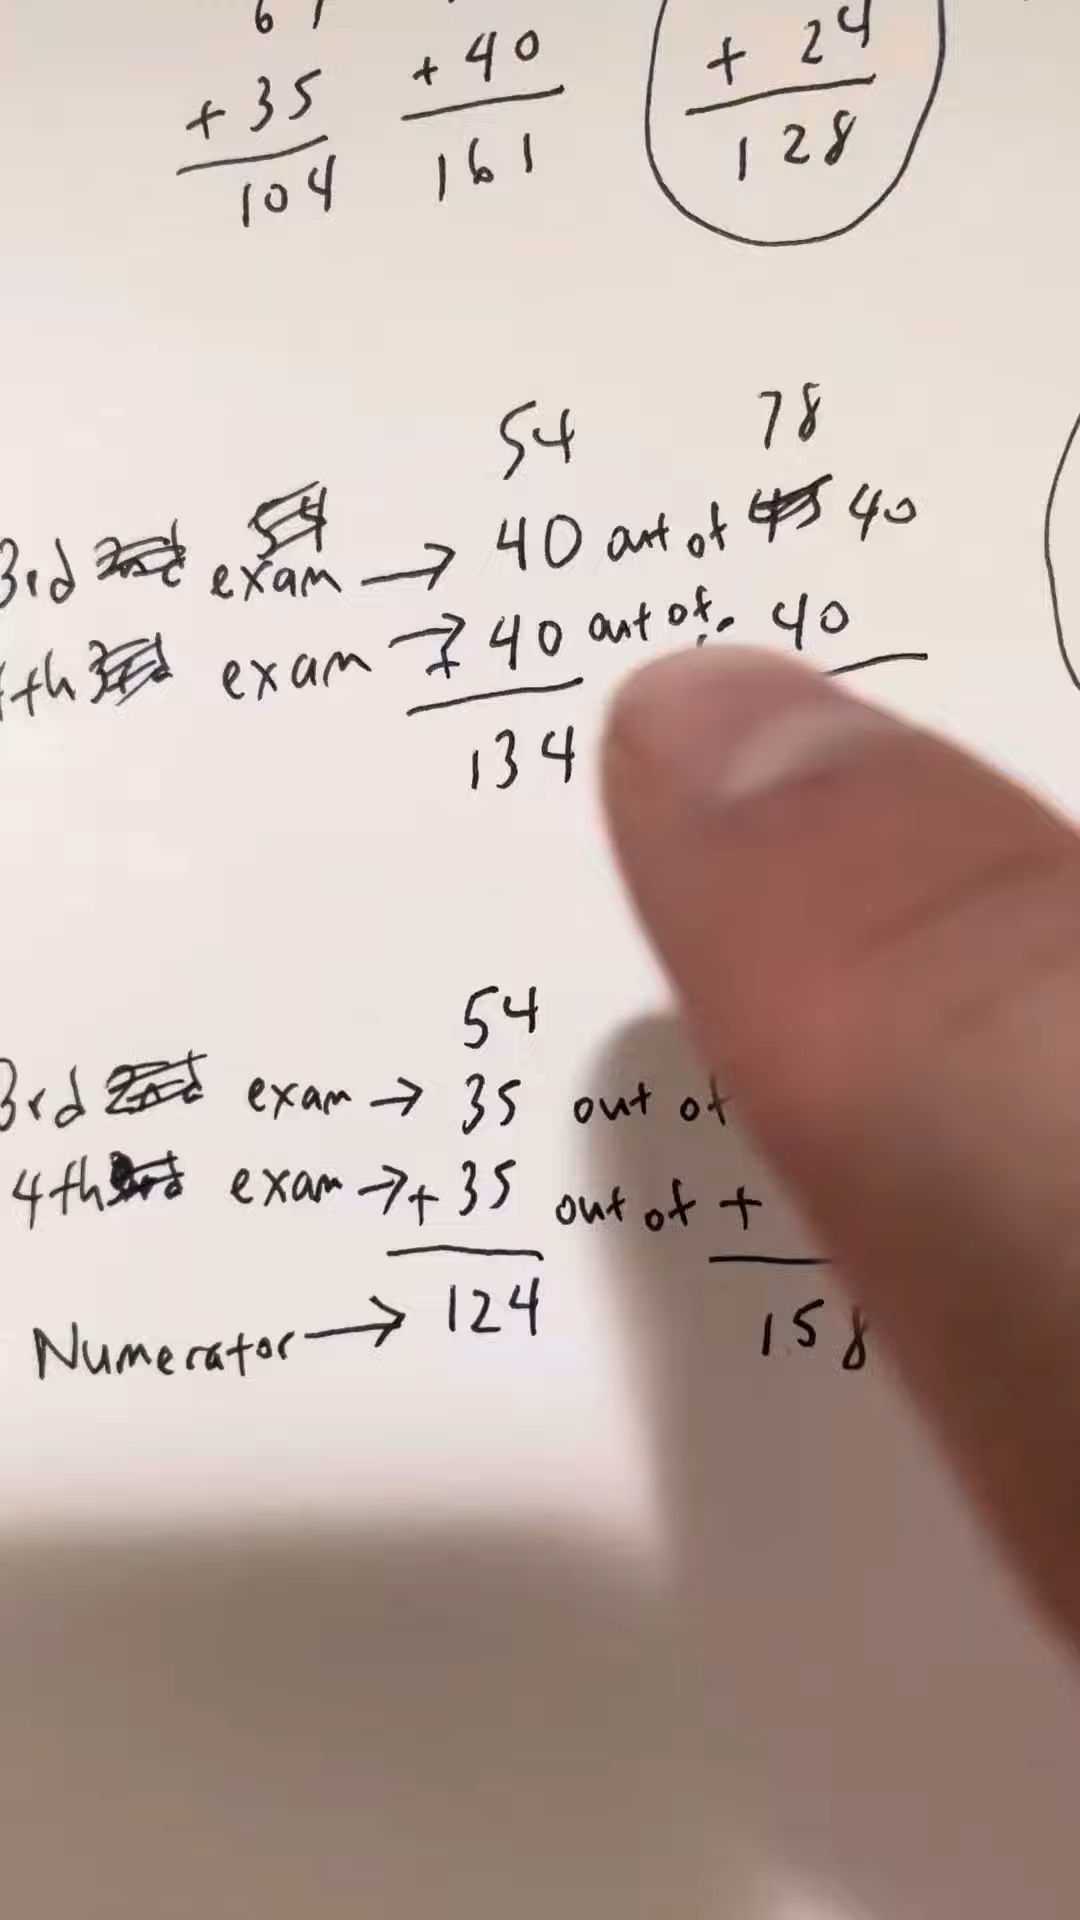 + 35 + 40 + 24
104 161 128
54 78
3rd exam → 40 out of 40
4th exam → + 40 out of 40
134
54
3rd exam → 35 out of
4th exam → + 35 out of +
Numerator → 124 158